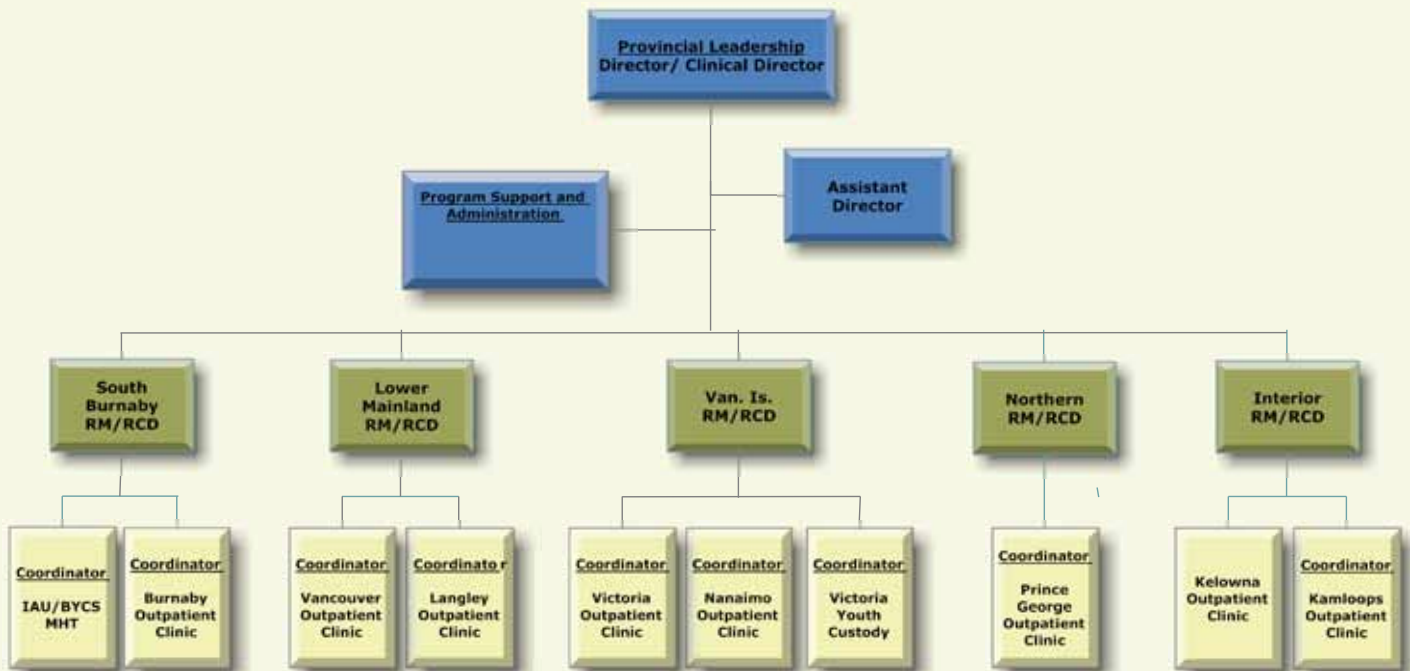 Provincial Leadership
Director/ Clinical Director
Program Support and
Administration
Assistant
Director
South
Burnaby
RM/RCD
Lower
Mainland
RM/RCD
Van. Is.
RM/RCD
Northern
RM/RCD
Interior
RM/RCD
Coordinator
IAU/BYCS
MHT
Coordinator
Burnaby
Outpatient
Clinic
Coordinator
Vancouver
Outpatient
Clinic
Coordinator
Langley
Outpatient
Clinic
Coordinator
Victoria
Outpatient
Clinic
Coordinator
Nanaimo
Outpatient
Clinic
Coordinator
Victoria
Youth
Custody
Coordinator
Prince
George
Outpatient
Clinic
Kelowna
Outpatient
Clinic
Coordinator
Kamloops
Outpatient
Clinic